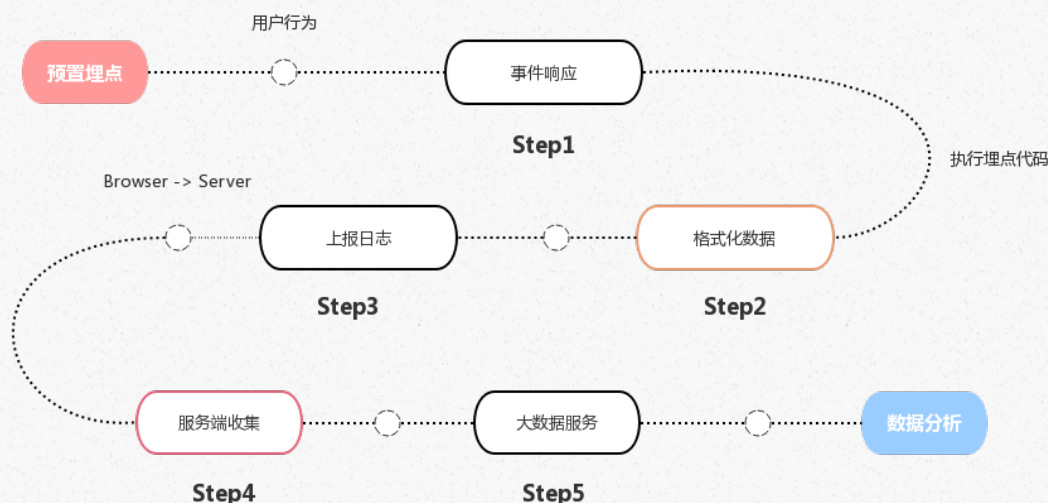 用户行为
预置埋点
事件响应
Step1
执行埋点代码
Browser -> Server
上报日志
格式化数据
Step3
Step2
服务端收集
大数据服务
数据分析
Step4
Step5